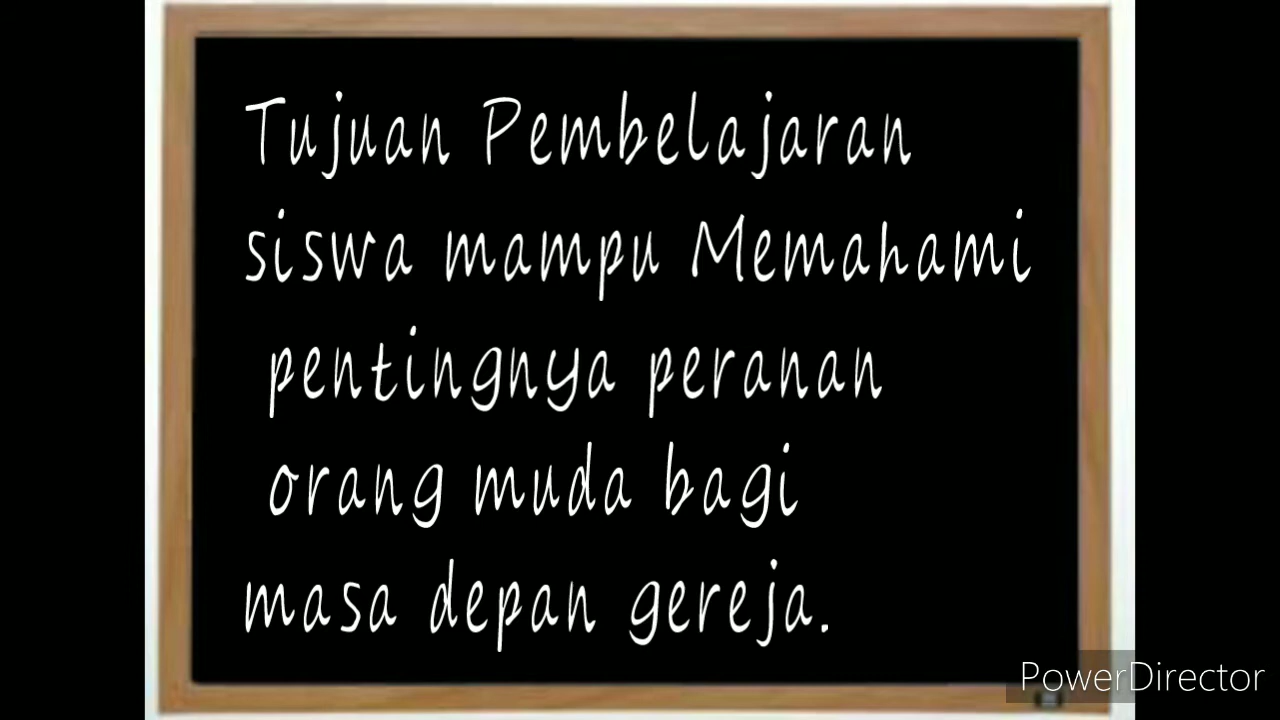 Tujuan Pembelajaran
siswa mampu Memahami
pentingnya peranan
orang muda bagi
masa depan gereja.
PowerDirector